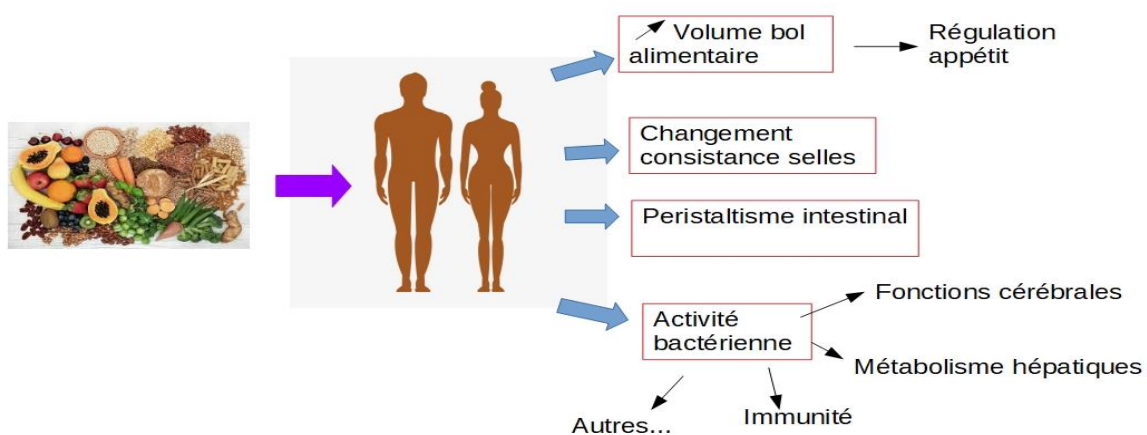 Volume bol
alimentaire
Régulation
appétit
Changement
consistance selles
Peristaltisme intestinal
Activité
bactérienne
Fonctions cérébrales
Métabolisme hépatiques
Immunité
Autres...